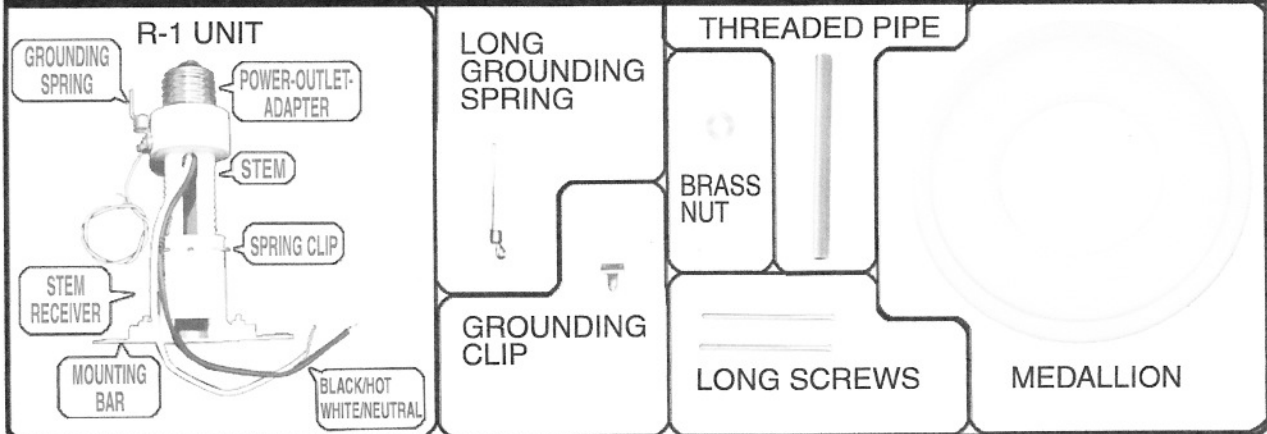 R-1 UNIT
GROUNDING
SPRING
POWER-OUTLET-
ADAPTER
STEM
SPRING CLIP
STEM
RECEIVER
MOUNTING
BAR
BLACK/HOT
WHITE/NEUTRAL
LONG
GROUNDING
SPRING
GROUNDING
CLIP
THREADED PIPE
BRASS
NUT
LONG SCREWS
MEDALLION